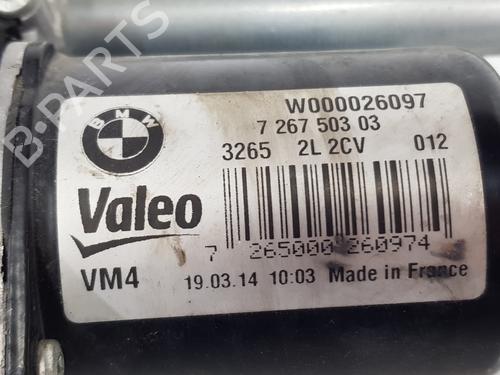 B-PARTS
W000026097
BMW
7 267 503 03
3265 2L 2CV 012
Valeo
7 265000 260974
VM4 19.03.14 10:03 Made in France